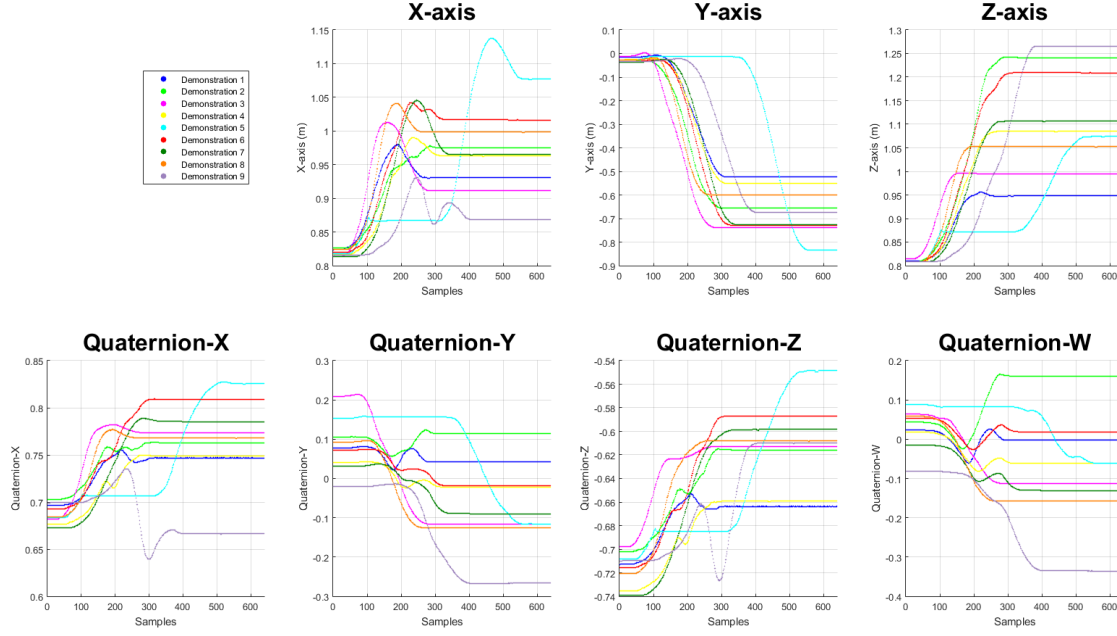 X-axis
Y-axis
Z-axis
Demonstration 1
Demonstration 2
Demonstration 3
Demonstration 4
Demonstration 5
Demonstration 6
Demonstration 7
Demonstration 8
Demonstration 9
X-axis (m)
1.15
1.1
1.05
1
0.95
0.9
0.85
0.8
0 100 200 300 400 500 600
Samples
Y-axis (m)
0.1
0
-0.1
-0.2
-0.3
-0.4
-0.5
-0.6
-0.7
-0.8
-0.9
0 100 200 300 400 500 600
Samples
Z-axis (m)
1.3
1.25
1.2
1.15
1.1
1.05
1
0.95
0.9
0.85
0.8
0 100 200 300 400 500 600
Samples
Quaternion-X
Quaternion-Y
Quaternion-Z
Quaternion-W
Quaternion-X
0.85
0.8
0.75
0.7
0.65
0.6
0 100 200 300 400 500 600
Samples
Quaternion-Y
0.3
0.2
0.1
0
-0.1
-0.2
-0.3
0 100 200 300 400 500 600
Samples
Quaternion-Z
-0.54
-0.56
-0.58
-0.6
-0.62
-0.64
-0.66
-0.68
-0.7
-0.72
-0.74
0 100 200 300 400 500 600
Samples
Quaternion-W
0.2
0.1
0
-0.1
-0.2
-0.3
-0.4
0 100 200 300 400 500 600
Samples